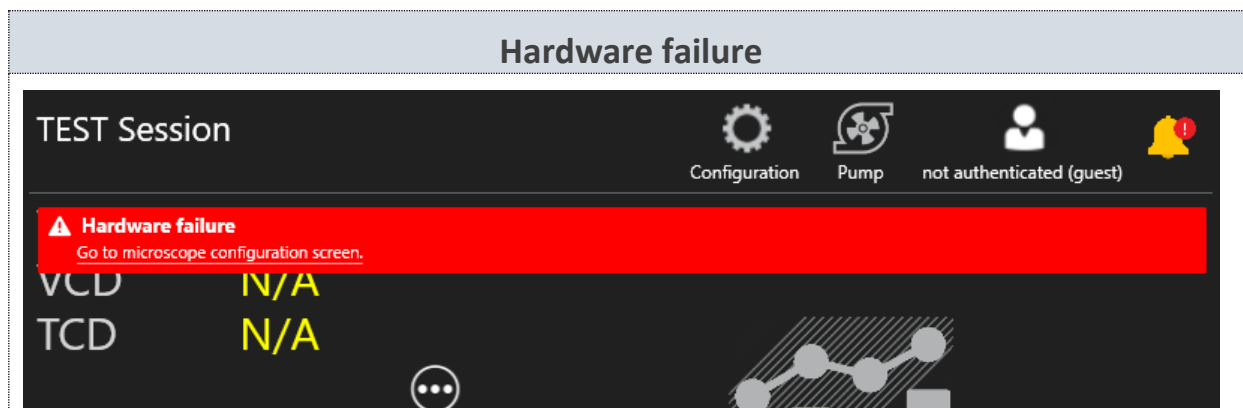 Hardware failure
TEST Session
Configuration
Pump
not authenticated (guest)
Hardware failure
Go to microscope configuration screen.
VCD N/A
TCD N/A